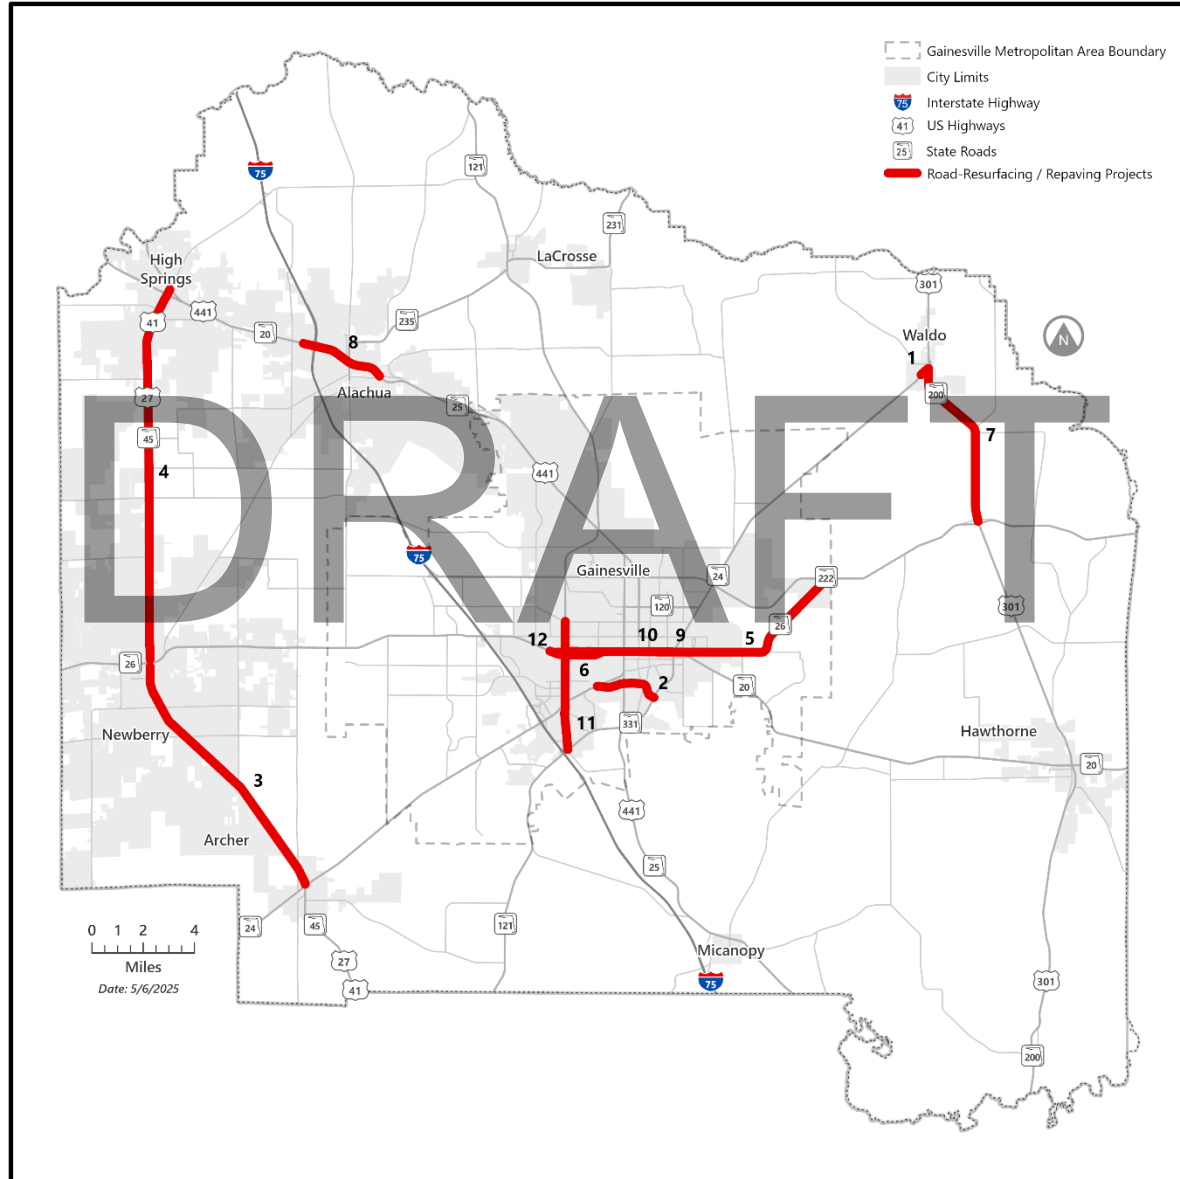 Gainesville Metropolitan Area Boundary
City Limits
75
Interstate Highway
41
US Highways
25
State Roads
Road-Resurfacing / Repaving Projects
75
121
231
LaCrosse
High
Springs
301
441
41
20
235
8
Waldo
1
N
Alachua
27
25
200
45
7
4
441
DRAFT
75
Gainesville
24
222
120
301
26
12
10
9
5
26
6
2
20
11
331
Newberry
Hawthorne
20
3
441
Archer
25
24
45
121
0 1 2 4
Miles
Date: 5/6/2025
27
41
Micanopy
75
301
200